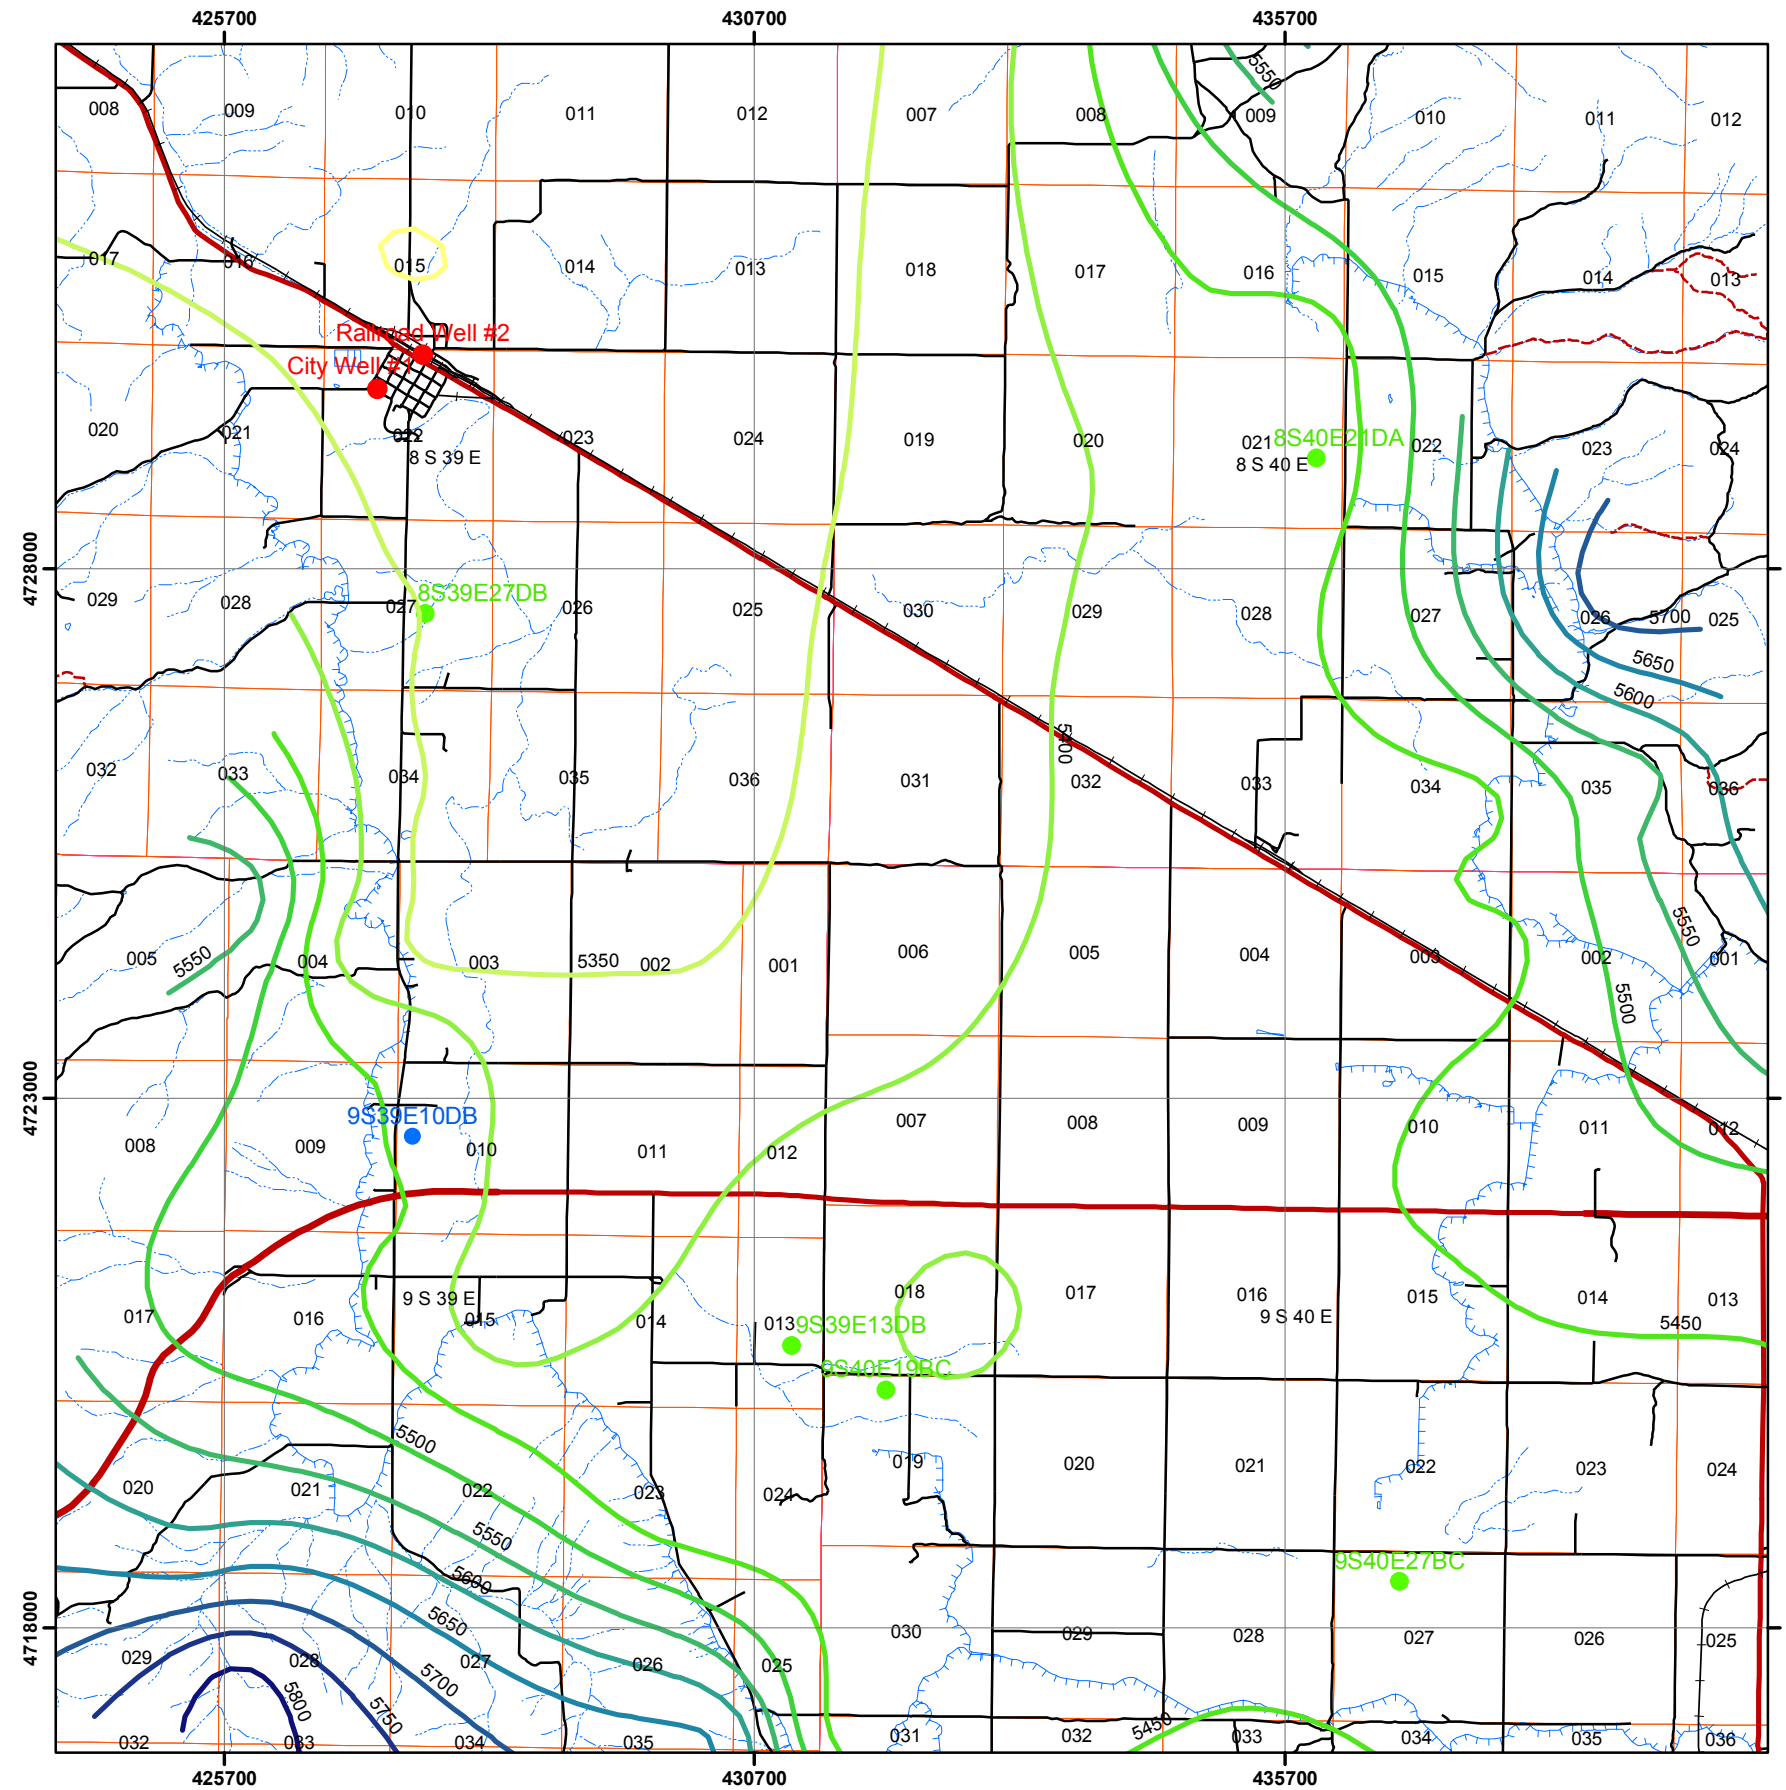 425700 430700 435700
5550
008 009 010 011 012 007 008 009 010 011 012
017 016 015 014 013 018 017 016 015 014 013
Railroad Well #2
City Well #1
020 021 022 023 024 019 020 021 8S40E21DA 022 023 024
8 S 39 E 8 S 40 E
4728000
029 028 027 8S39E27DB 026 025 030 029 028 027 026 5700 025
5650
5600
5400
032 033 034 035 036 031 032 033 034 035 036
5550
005 5550 004 003 5350 002 001 006 005 004 003 002 001
5500
4723000
9S39E10DB
008 009 010 011 012 007 008 009 010 011 012
9 S 39 E 9 S 40 E
017 016 015 014 013 9S39E13DB 018 017 016 015 014 013
5450
9S40E19BC
5500
020 021 022 023 024 019 020 021 022 023 024
5550
5600
9S40E27BC
5650
4718000
029 028 027 026 025 030 029 028 027 026 025
5700
5800
5750
5450
032 033 034 035 031 032 033 034 035 036
425700 430700 435700